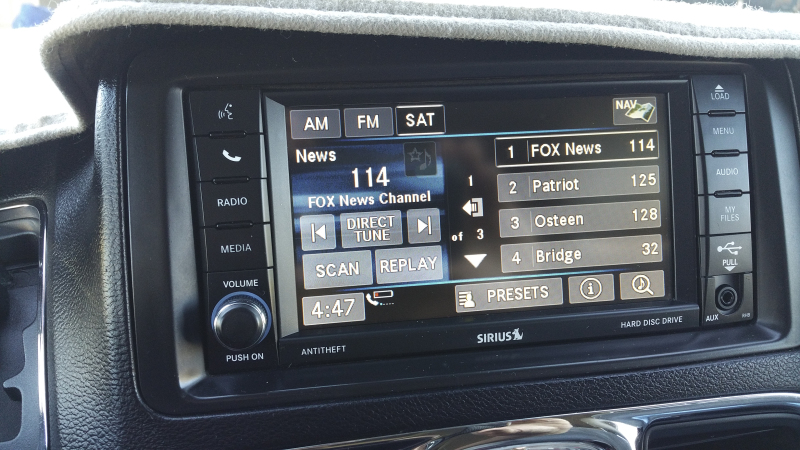 AM FM SAT NAV
News
114
FOX News Channel
DIRECT
TUNE
SCAN REPLAY
4:47
1
of 3
1 FOX News 114
2 Patriot 125
3 Osteen 128
4 Bridge 32
PRESETS
RADIO
MEDIA
VOLUME
PUSH ON
ANTITHEFT
SIRIUS
HARD DISC DRIVE
LOAD
MENU
AUDIO
MY
FILES
PULL
AUX